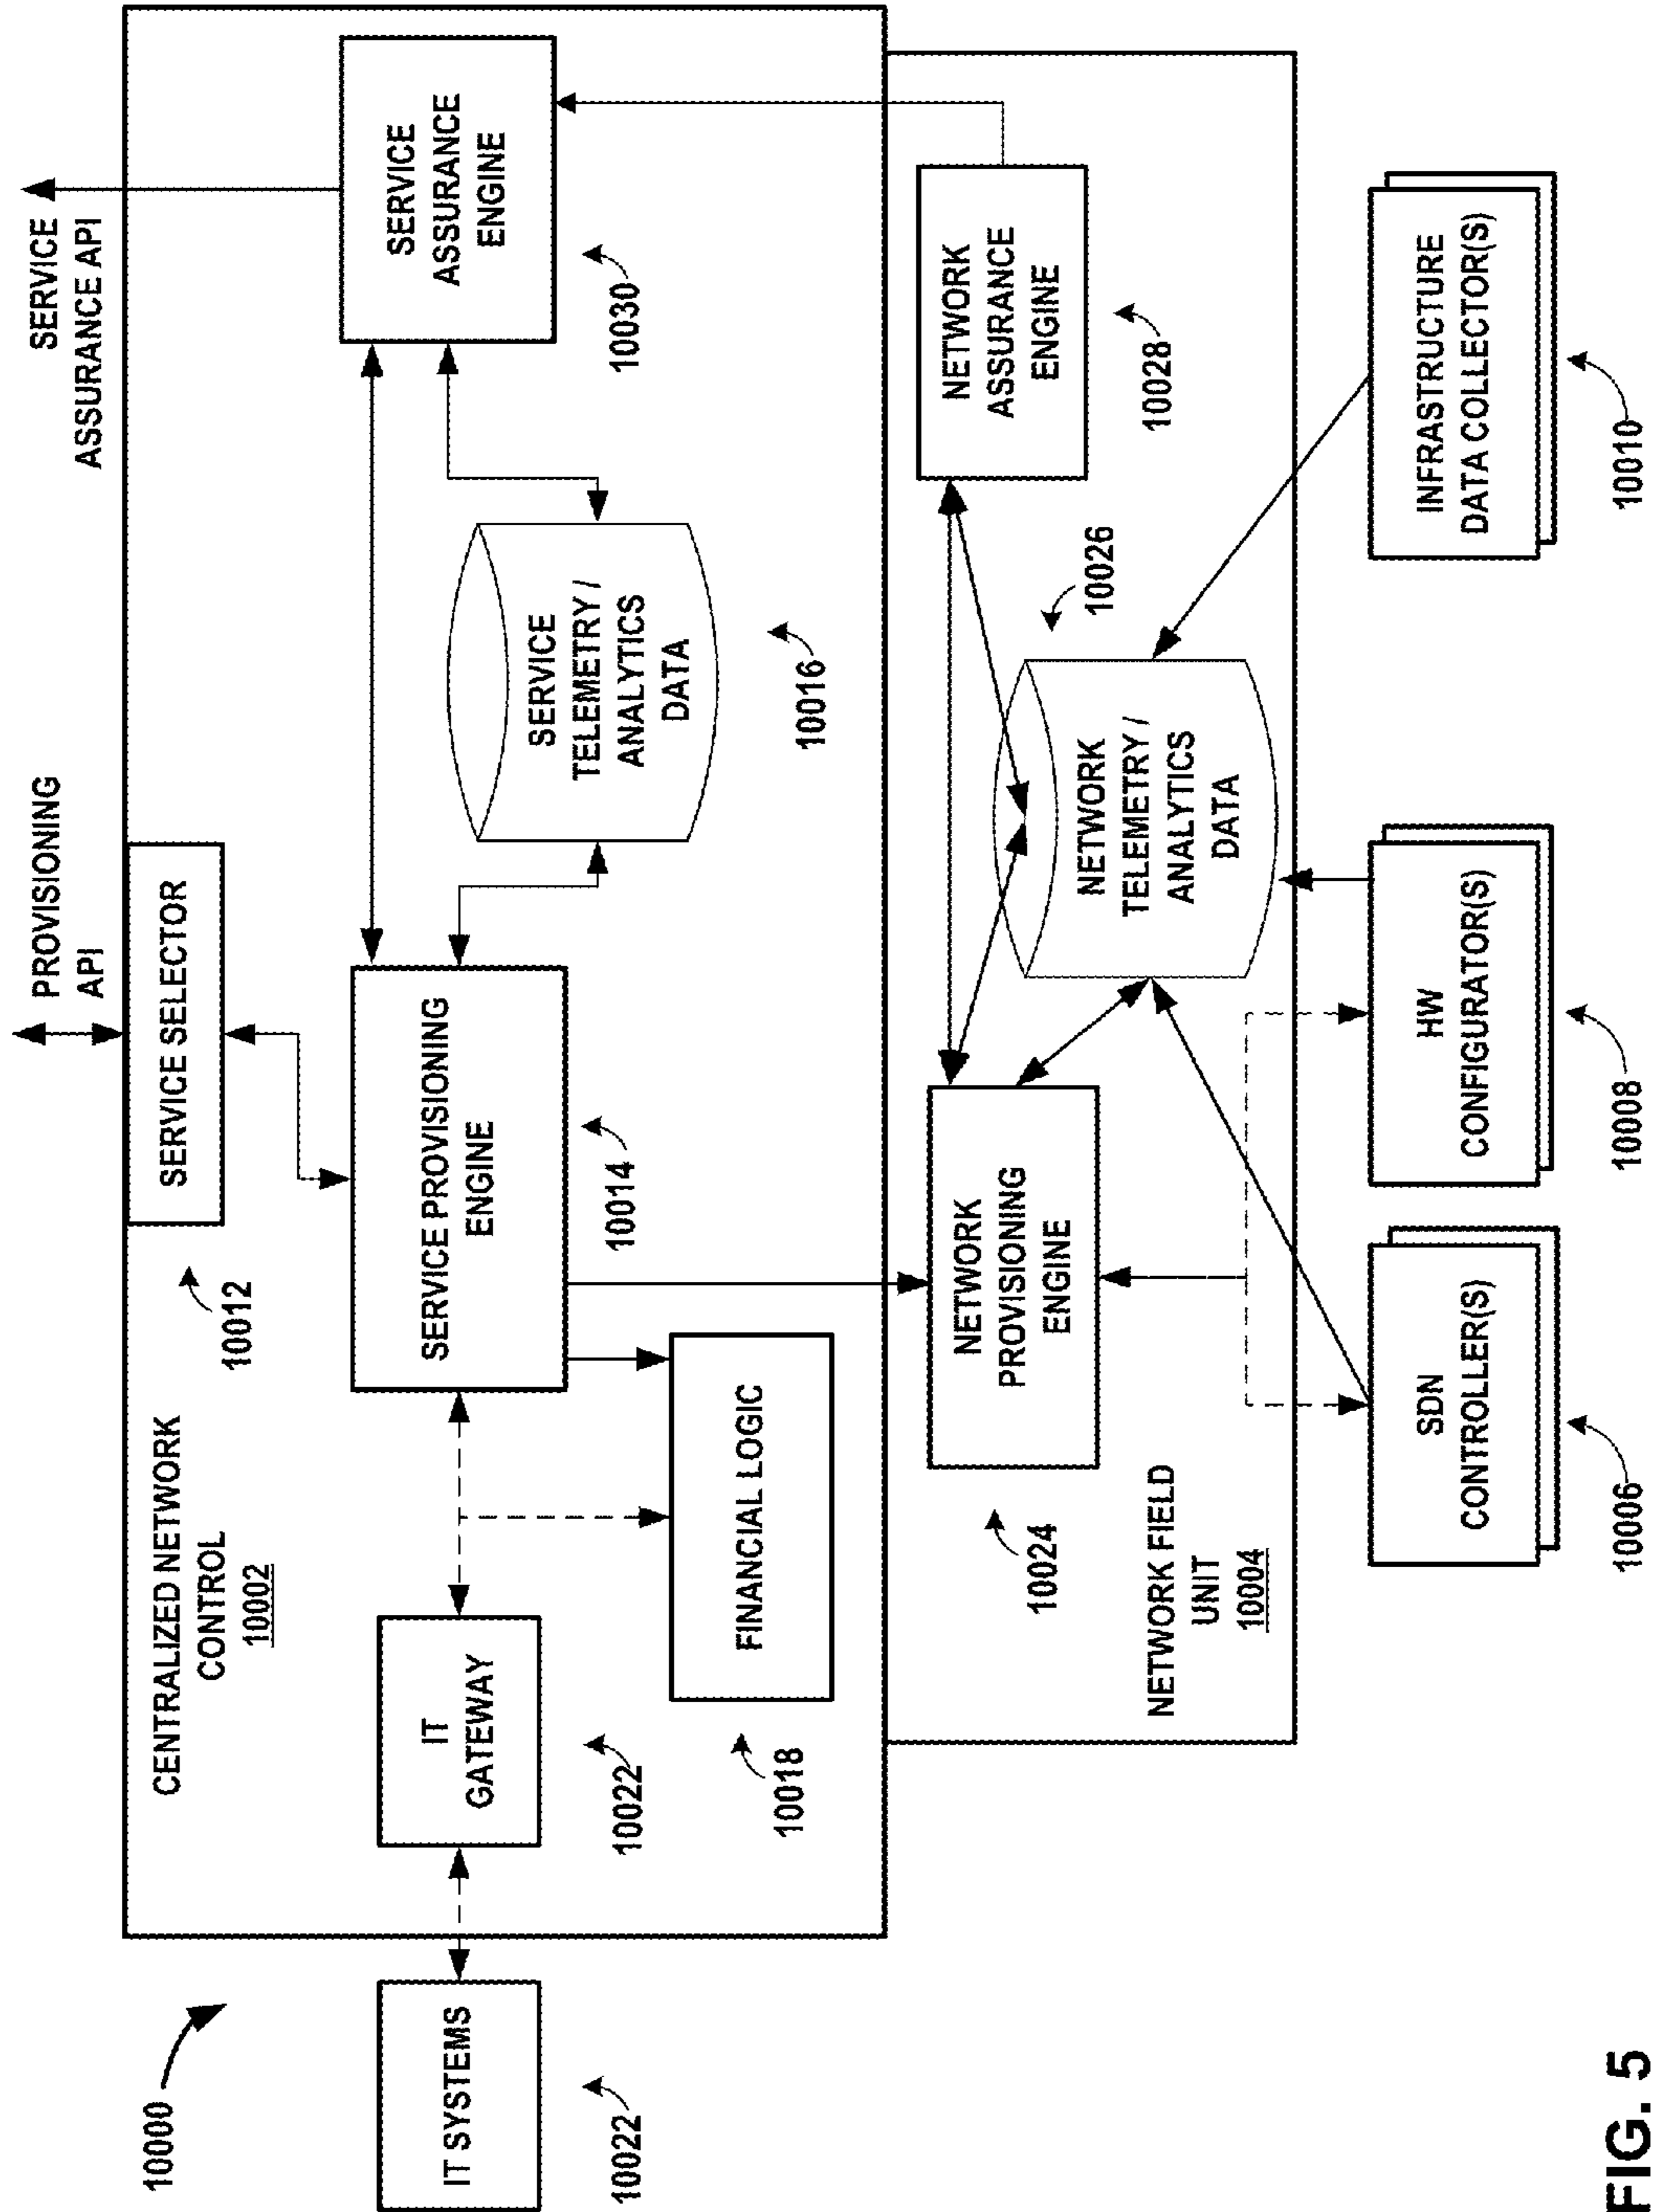 10000
PROVISIONING
API
SERVICE
ASSURANCE API
CENTRALIZED NETWORK
CONTROL
10002
SERVICE SELECTOR
10012
IT SYSTEMS
10022
IT
GATEWAY
10022
SERVICE PROVISIONING
ENGINE
10014
SERVICE
TELEMETRY /
ANALYTICS
DATA
10016
SERVICE
ASSURANCE
ENGINE
10030
FINANCIAL LOGIC
10018
NETWORK
PROVISIONING
ENGINE
10024
NETWORK
TELEMETRY /
ANALYTICS
DATA
10026
NETWORK
ASSURANCE
ENGINE
10028
NETWORK FIELD
UNIT
10004
SDN
CONTROLLER(S)
10006
HW
CONFIGURATOR(S)
10008
INFRASTRUCTURE
DATA COLLECTOR(S)
10010
FIG. 5